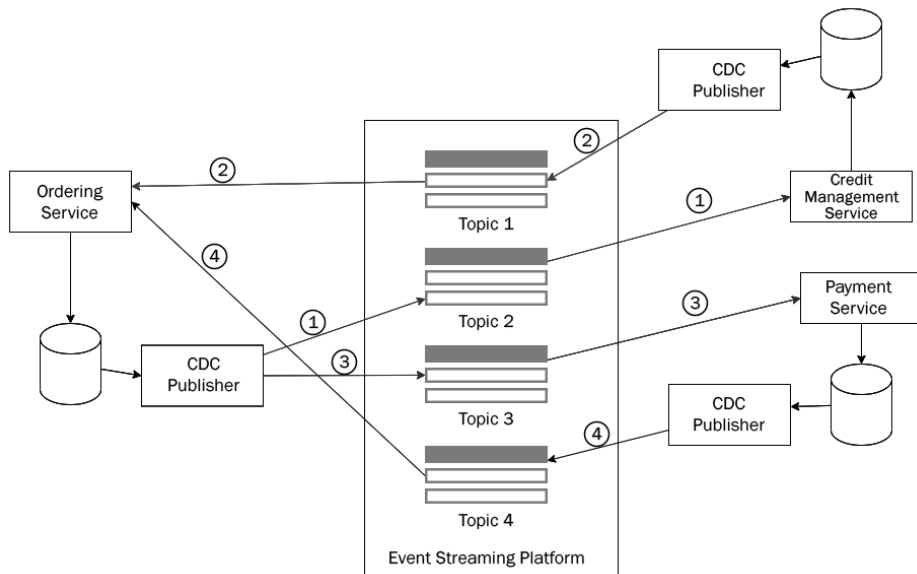 CDC
Publisher
②
②
①
Ordering
Service
Topic 1
Credit
Management
Service
④
①
Topic 2
③
Payment
Service
CDC
Publisher
③
Topic 3
CDC
Publisher
④
Topic 4
Event Streaming Platform